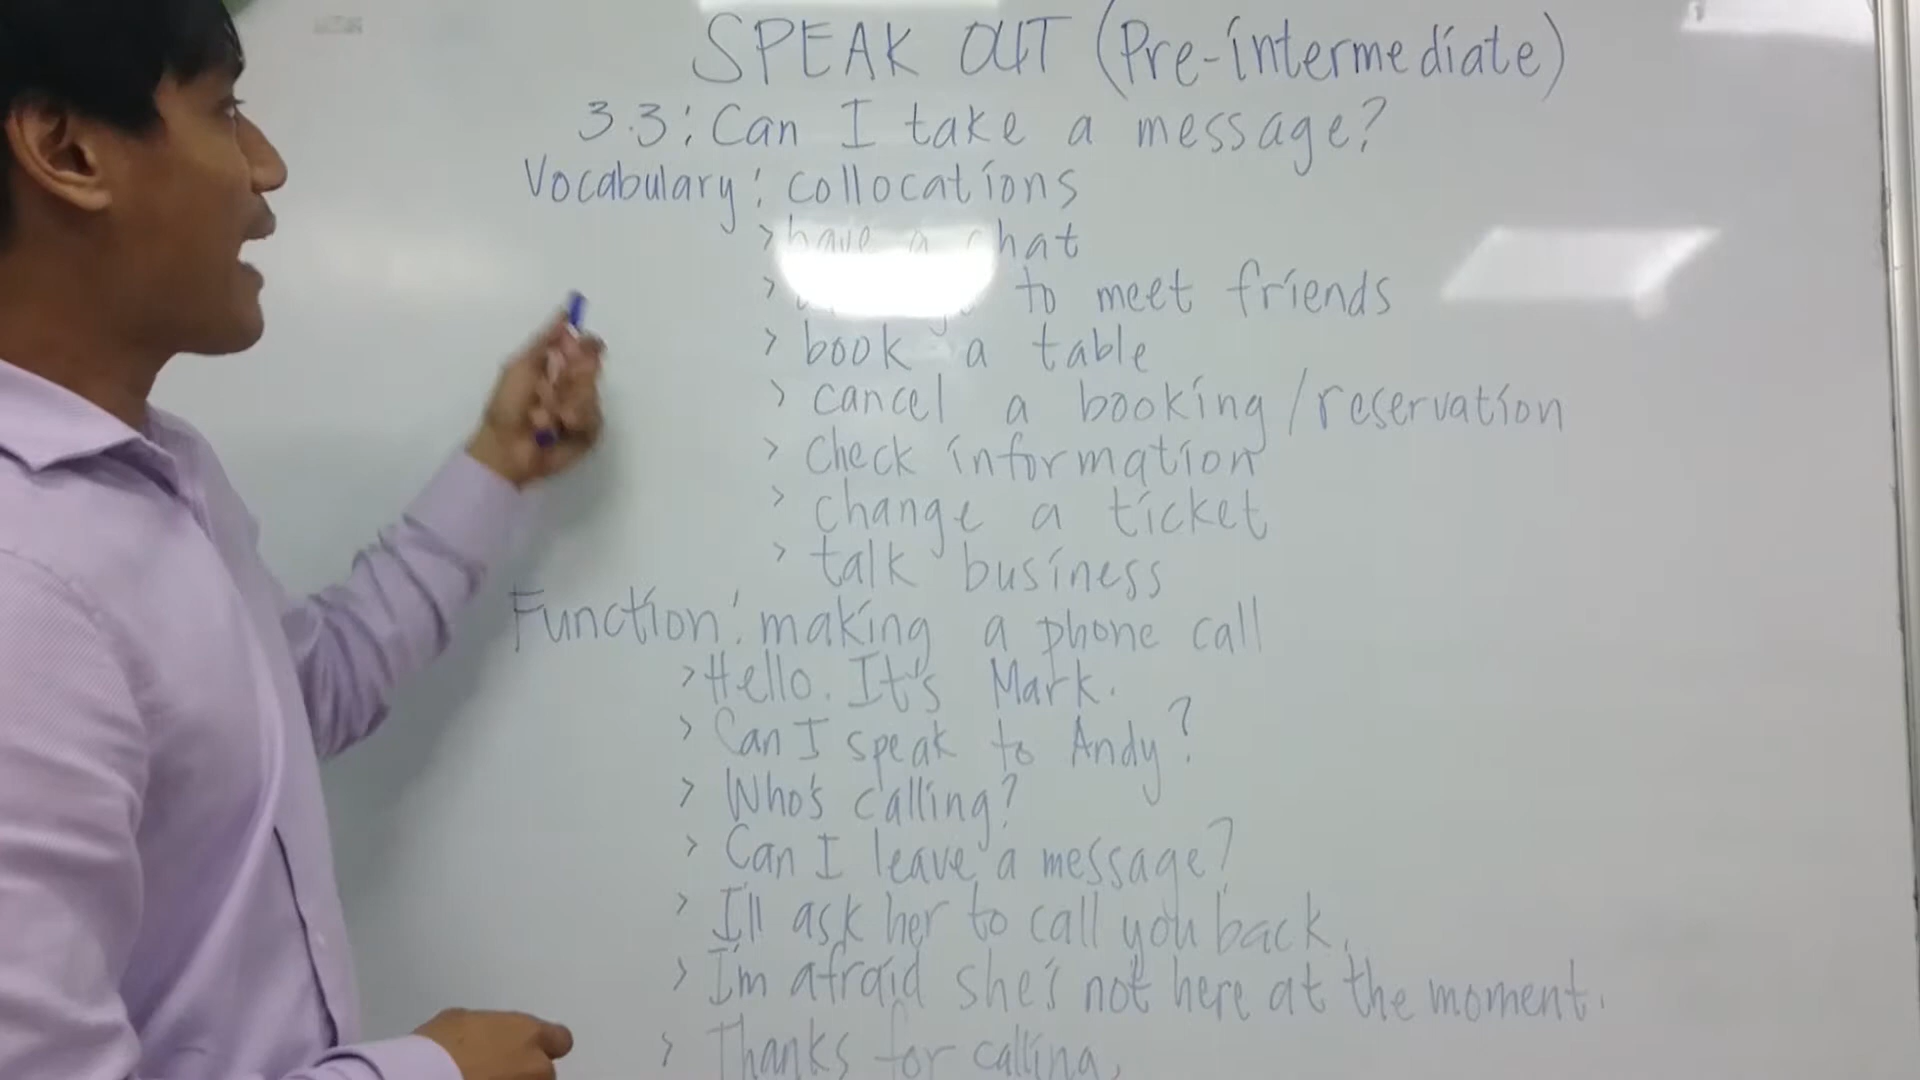 SPEAK OUT (Pre-intermediate)
3.3: Can I take a message?
Vocabulary: collocations
> have a chat
> to meet friends
> book a table
> cancel a booking/reservation
> check information
> change a ticket
> talk business
Function: making a phone call
> Hello. It's Mark.
> Can I speak to Andy?
> Who's calling?
> Can I leave a message?
> I'll ask her to call you back.
> I'm afraid she's not here at the moment.
> Thanks for calling.